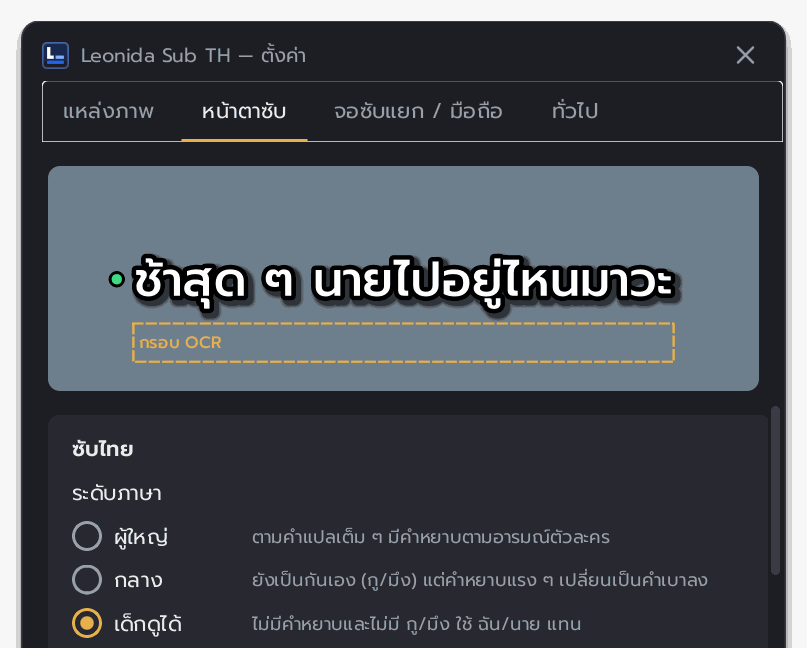 Leonida Sub TH — ตั้งค่า
แหล่งภาพ หน้าตาซับ จอซับแยก / มือถือ ทั่วไป
ช้าสุด ๆ นายไปอยู่ไหนมาวะ
กรอบ OCR
ซับไทย
ระดับภาษา
ผู้ใหญ่ ตามคำแปลเต็ม ๆ มีคำหยาบตามอารมณ์ตัวละคร
กลาง ยังเป็นกันเอง (กู/มึง) แต่คำหยาบแรง ๆ เปลี่ยนเป็นคำเบาลง
เด็กดูได้ ไม่มีคำหยาบและไม่มี กู/มึง ใช้ ฉัน/นาย แทน